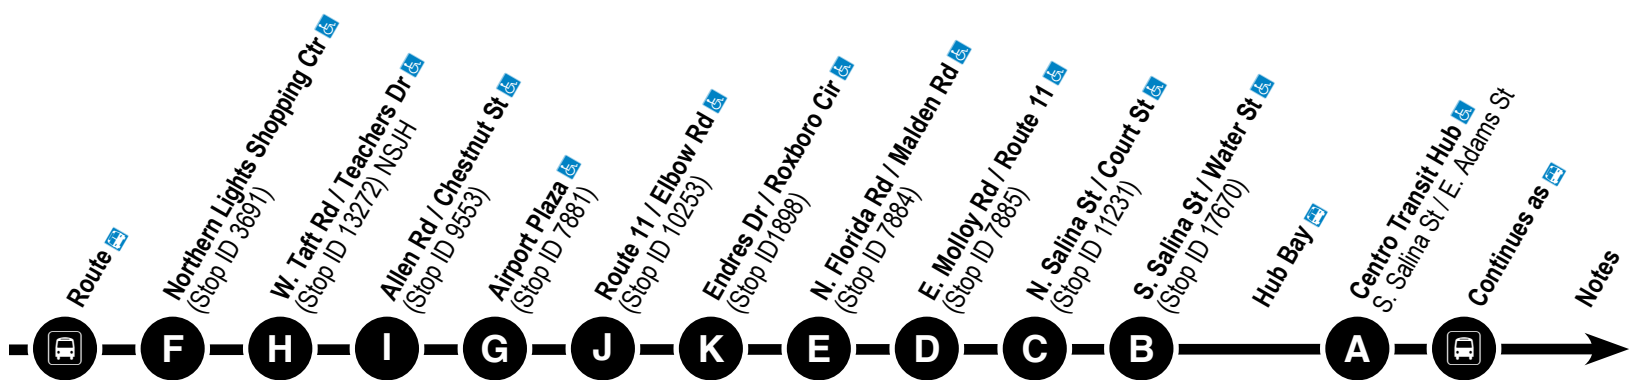 Route
Northern Lights Shopping Ctr
(Stop ID 3691)
W. Taft Rd / Teachers Dr
(Stop ID 13272) NSJH
Allen Rd / Chestnut St
(Stop ID 9553)
Airport Plaza
(Stop ID 7881)
Route 11 / Elbow Rd
(Stop ID 10253)
Endres Dr / Roxboro Cir
(Stop ID1898)
N. Florida Rd / Malden Rd
(Stop ID 7884)
E. Molloy Rd / Route 11
(Stop ID 7885)
N. Salina St / Court St
(Stop ID 11231)
S. Salina St / Water St
(Stop ID 17670)
Hub Bay
Centro Transit Hub
S. Salina St / E. Adams St
Continues as
Notes
F H I G J K E D C B A